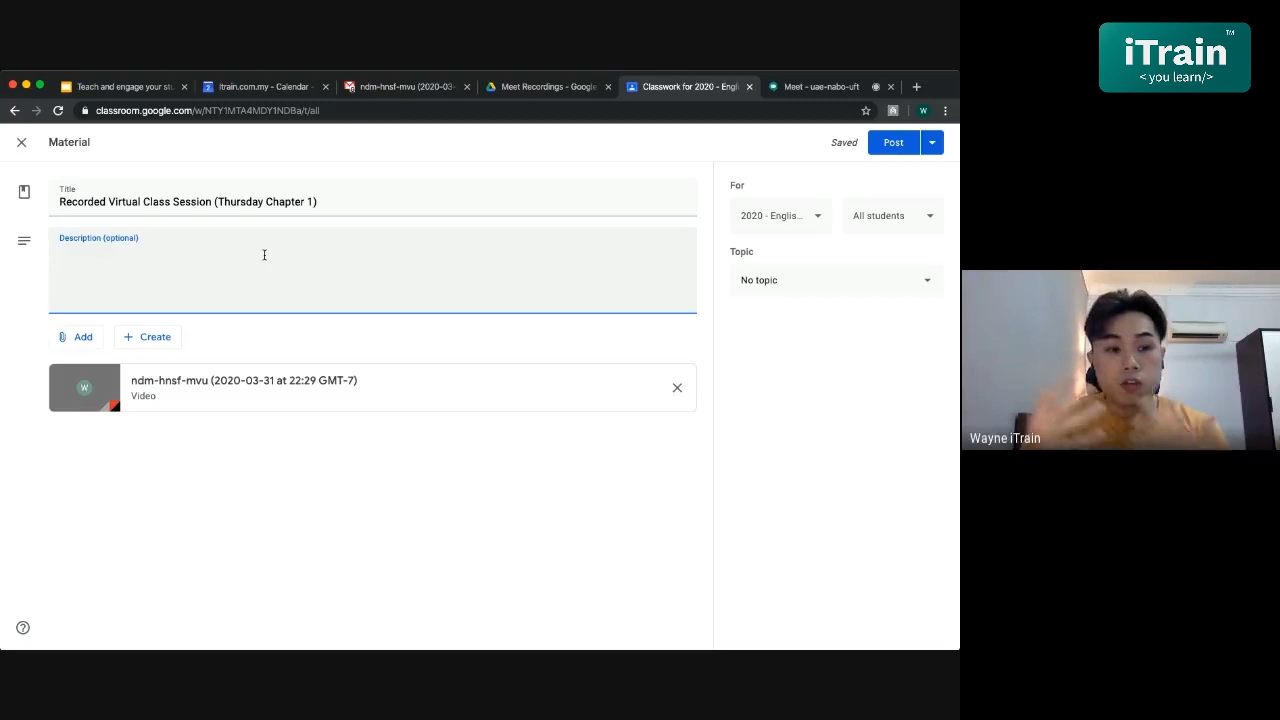 iTrain
TM
< you learn/>
Teach and engage your stu
Itrain.com.my - Calendar -
ndm-hnsf-mvu (2020-03-
Meet Recordings - Google
Classwork for 2020 - Engl
Meet - uae-nabo-uft
classroom.google.com/w/NTY1MTA4MDY1NDBa/t/all
W
Material
Saved
Post
Title
Recorded Virtual Class Session (Thursday Chapter 1)
Description (optional)
Add
Create
W
ndm-hnsf-mvu (2020-03-31 at 22:29 GMT-7)
Video
For
2020 - Englis...
All students
Topic
No topic
Wayne iTrain